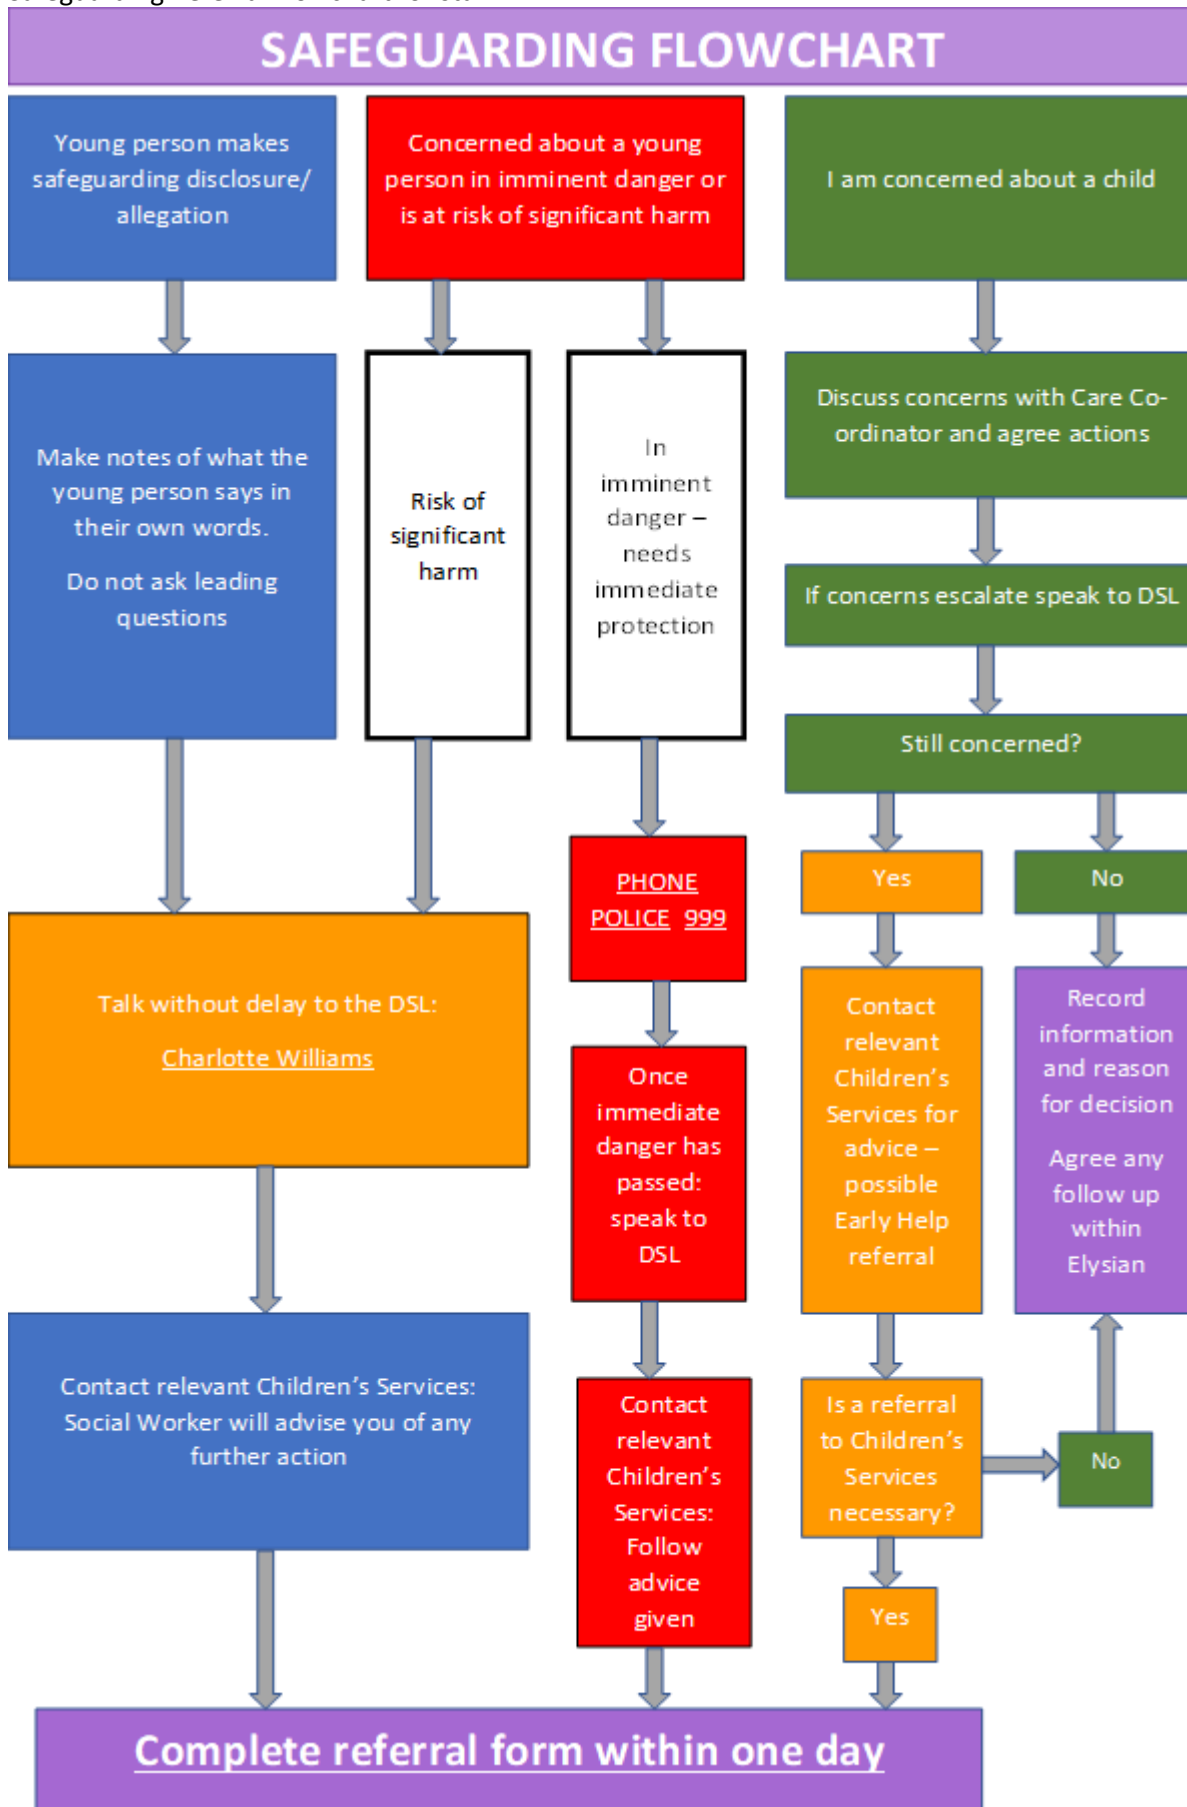 SAFEGUARDING FLOWCHART
Young person makes
safeguarding disclosure/
allegation
Concerned about a young
person in imminent danger or
is at risk of significant harm
I am concerned about a child
Make notes of what the
young person says in
their own words.
Do not ask leading
questions
Risk of
significant
harm
In
imminent
danger –
needs
immediate
protection
Discuss concerns with Care Co-
ordinator and agree actions
If concerns escalate speak to DSL
Still concerned?
Yes
No
PHONE
POLICE 999
Talk without delay to the DSL:
Charlotte Williams
Once
immediate
danger has
passed:
speak to
DSL
Contact
relevant
Children's
Services for
advice –
possible
Early Help
referral
Record
information
and reason
for decision
Agree any
follow up
within
Elysian
Contact relevant Children's Services:
Social Worker will advise you of any
further action
Contact
relevant
Children's
Services:
Follow
advice
given
Is a referral
to Children's
Services
necessary?
No
Yes
Complete referral form within one day